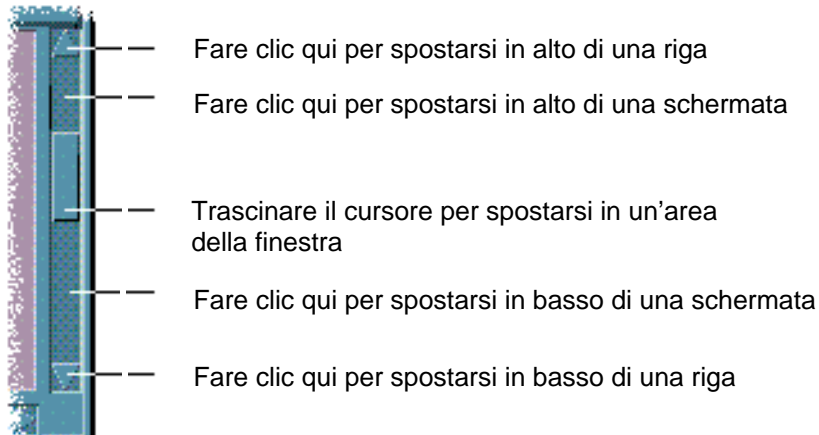 Fare clic qui per spostarsi in alto di una riga
Fare clic qui per spostarsi in alto di una schermata
Trascinare il cursore per spostarsi in un’area
della finestra
Fare clic qui per spostarsi in basso di una schermata
Fare clic qui per spostarsi in basso di una riga